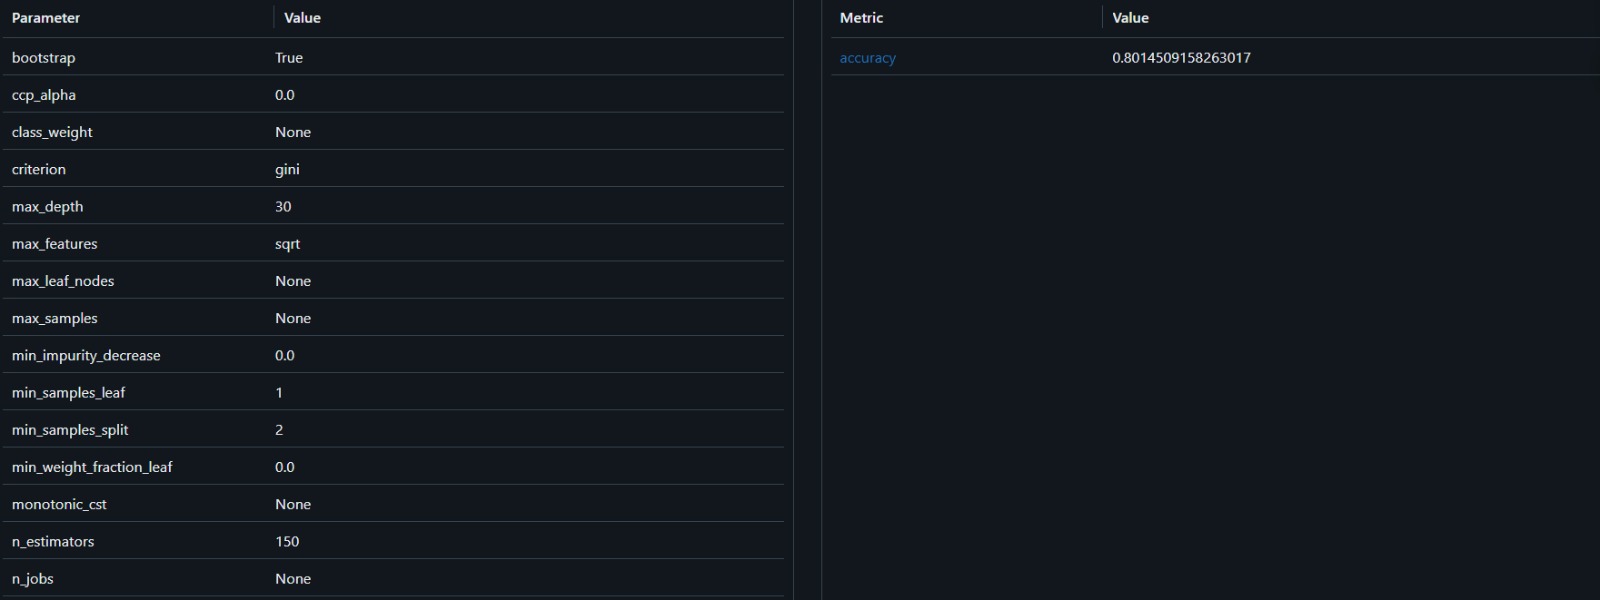 Parameter Value
bootstrap True
ccp_alpha 0.0
class_weight None
criterion gini
max_depth 30
max_features sqrt
max_leaf_nodes None
max_samples None
min_impurity_decrease 0.0
min_samples_leaf 1
min_samples_split 2
min_weight_fraction_leaf 0.0
monotonic_cst None
n_estimators 150
n_jobs None
Metric Value
accuracy 0.8014509158263017